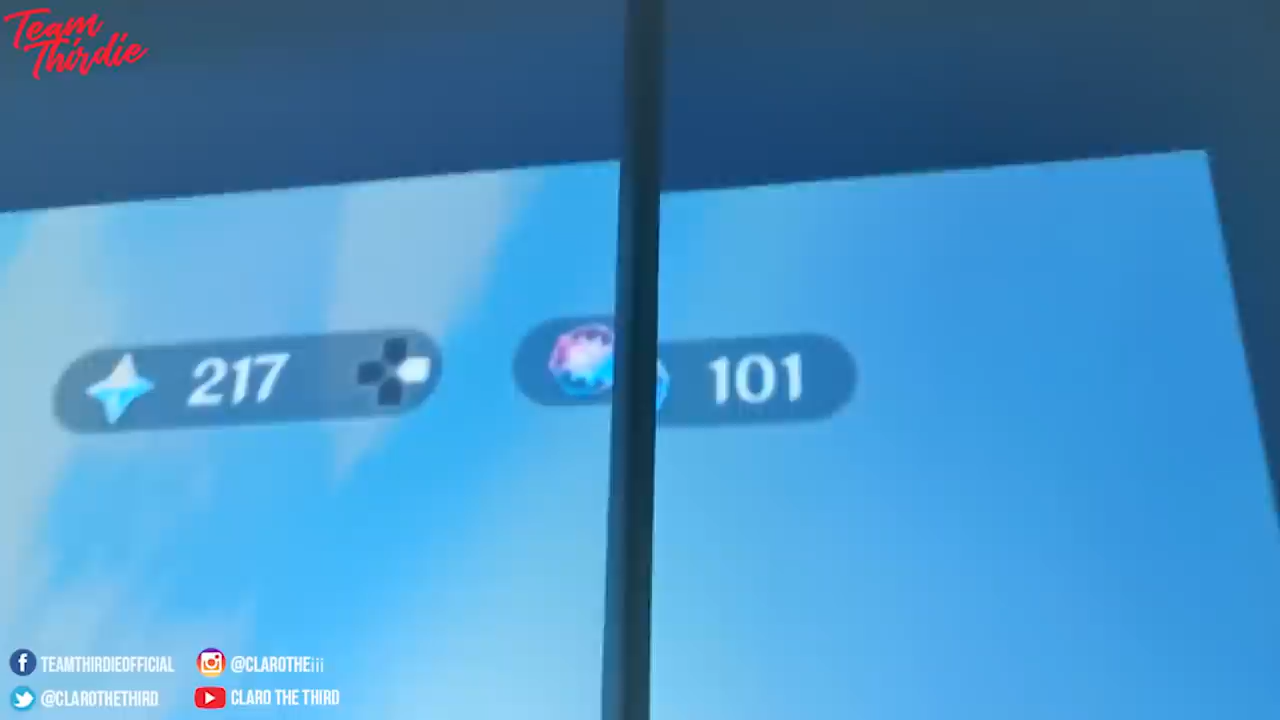 Team
Thirdie
217
101
TEAMTHIRDIEOFFICIAL
@CLAROTHEiii
@CLAROTHETHIRD
CLARO THE THIRD